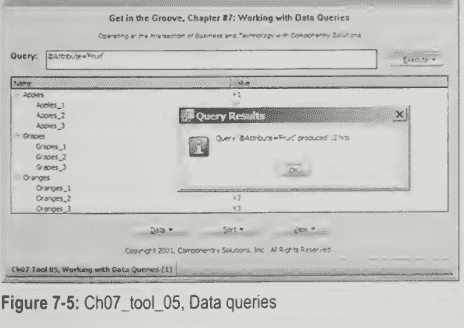 Get in the Groove, Chapter #7: Working with Data Queries
Operating at the Intersection of Business and Technology with Componentry Solutions
Query: @Attribute='Fruit'
Execute
Name Value
Apples v1
Apples_1
Apples_2
Apples_3
Grapes
Grapes_1
Grapes_2
Grapes_3
Oranges
Oranges_1
Oranges_2 v2
Oranges_3 v3
Query Results
Query '@Attribute='Fruit'' produced 12 hits
OK
Data Sort View
Copyright 2001, Componentry Solutions, Inc. All Rights Reserved
Ch07 Tool 05, Working with Data Queries (1)
Figure 7-5: Ch07_tool_05, Data queries